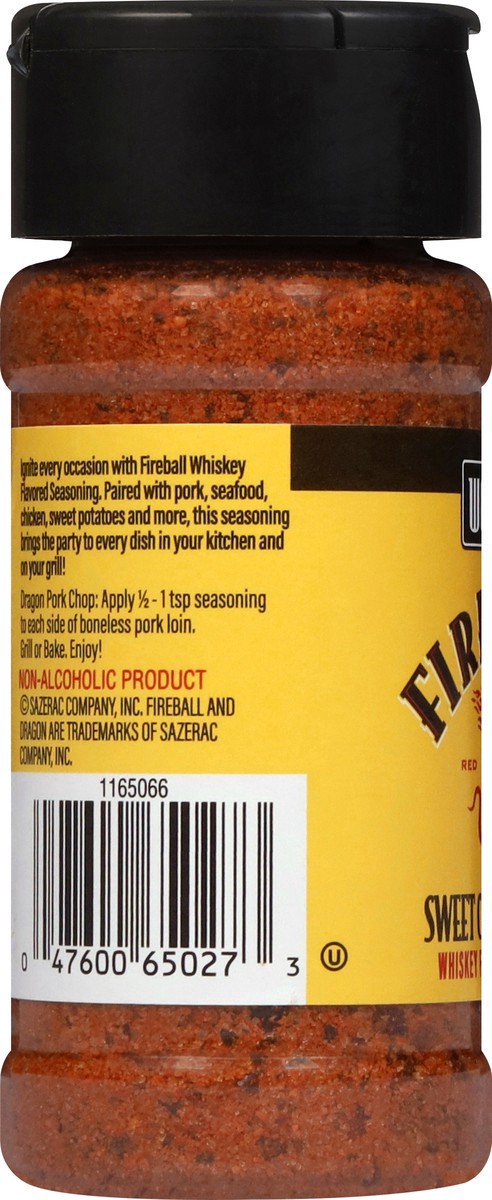 Ignite every occasion with Fireball Whiskey
Flavored Seasoning. Paired with pork, seafood,
chicken, sweet potatoes and more, this seasoning
brings the party to every dish in your kitchen and
on your grill!
Dragon Pork Chop: Apply ½ - 1 tsp seasoning
to each side of boneless pork loin.
Grill or Bake. Enjoy!
NON-ALCOHOLIC PRODUCT
© SAZERAC COMPANY, INC. FIREBALL AND
DRAGON ARE TRADEMARKS OF SAZERAC
COMPANY, INC.
1165066
0 47600 65027 3
U
FIRE
RED
SWEET
WHISKEY